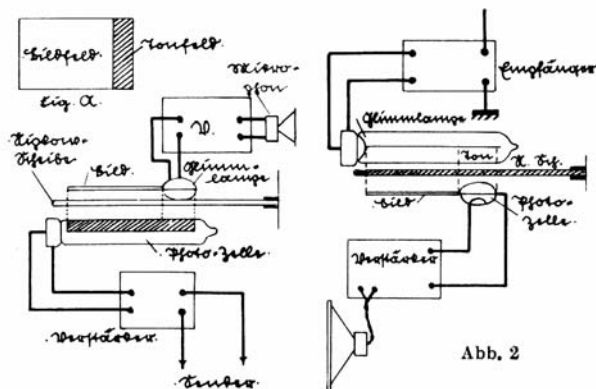 Bildfeld
Tonfeld
Fig. a
Mikro-
phon
V.
Nipkow-
Scheibe
Bild
Glimm-
lampe
Photo-Zelle
Verstärker
Sender
Empfänger
Glimmlampe
Ton
N. Sch.
Bild
Photo-
Zelle
Verstärker
Abb. 2